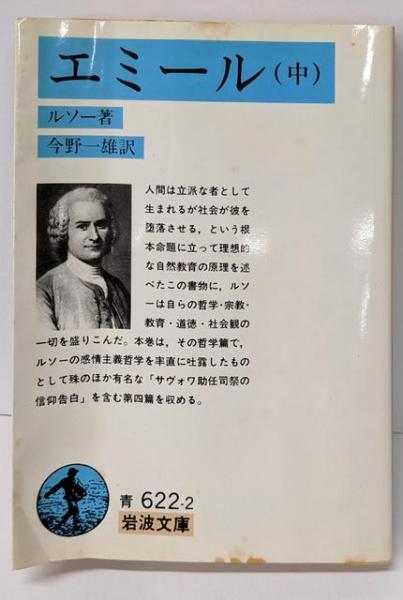 エミール(中)
ルソー著
今野一雄訳
人間は立派な者として
生まれるが社会が彼を
堕落させる，という根
本命題に立って理想的
な自然教育の原理を述
べたこの書物に，ルソ
ーは自らの哲学・宗教・
教育・道徳・社会観の
一切を盛りこんだ。本巻は，その哲学篇で，
ルソーの感情主義哲学を率直に吐露したもの
として殊のほか有名な「サヴォワ助任司祭の
信仰告白」を含む第四篇を収める。
青 622-2
岩波文庫